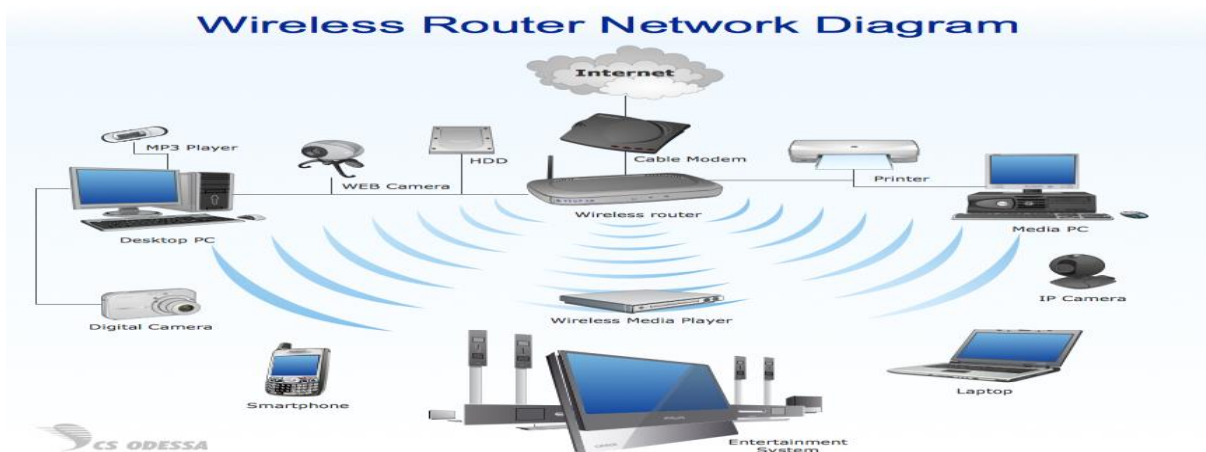 Wireless Router Network Diagram
Internet
MP3 Player
HDD
Cable Modem
WEB Camera
Printer
Wireless router
Desktop PC
Media PC
IP Camera
Wireless Media Player
Digital Camera
Laptop
Smartphone
Entertainment
System
CS ODESSA